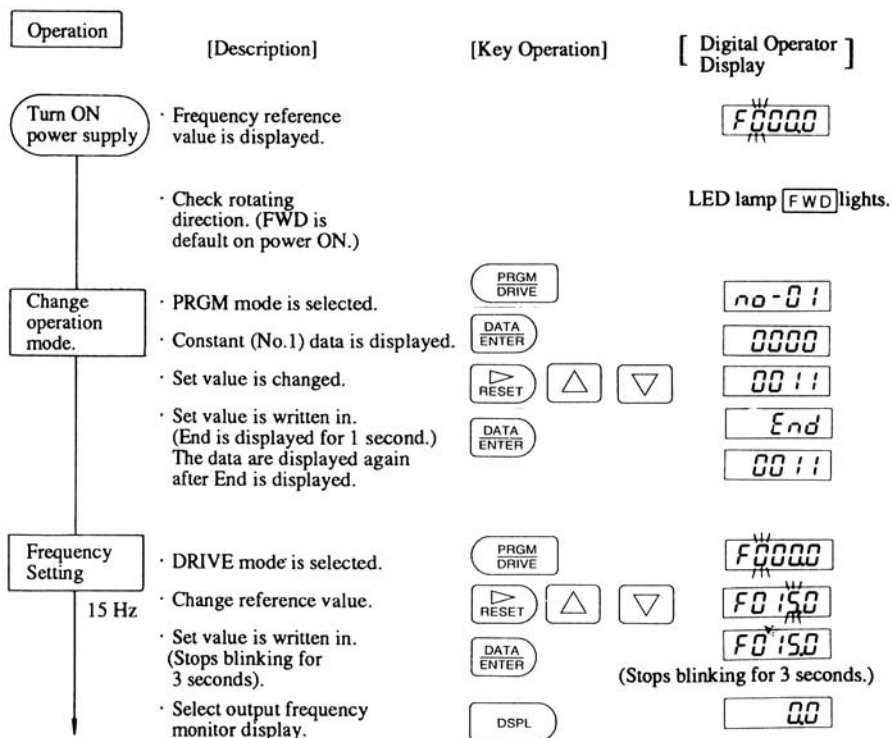 Operation
[Description]
[Key Operation]
[ Digital Operator Display ]
Turn ON
power supply
· Frequency reference
value is displayed.
F000.0
· Check rotating
direction. (FWD is
default on power ON.)
LED lamp FWD lights.
Change
operation
mode.
· PRGM mode is selected.
PRGM
DRIVE
no-01
· Constant (No.1) data is displayed.
DATA
ENTER
0000
· Set value is changed.
RESET
0011
· Set value is written in.
(End is displayed for 1 second.)
The data are displayed again
after End is displayed.
DATA
ENTER
End
0011
Frequency
Setting
15 Hz
· DRIVE mode is selected.
PRGM
DRIVE
F000.0
· Change reference value.
RESET
F015.0
· Set value is written in.
(Stops blinking for
3 seconds).
DATA
ENTER
F015.0
(Stops blinking for 3 seconds.)
· Select output frequency
monitor display.
DSPL
0.0